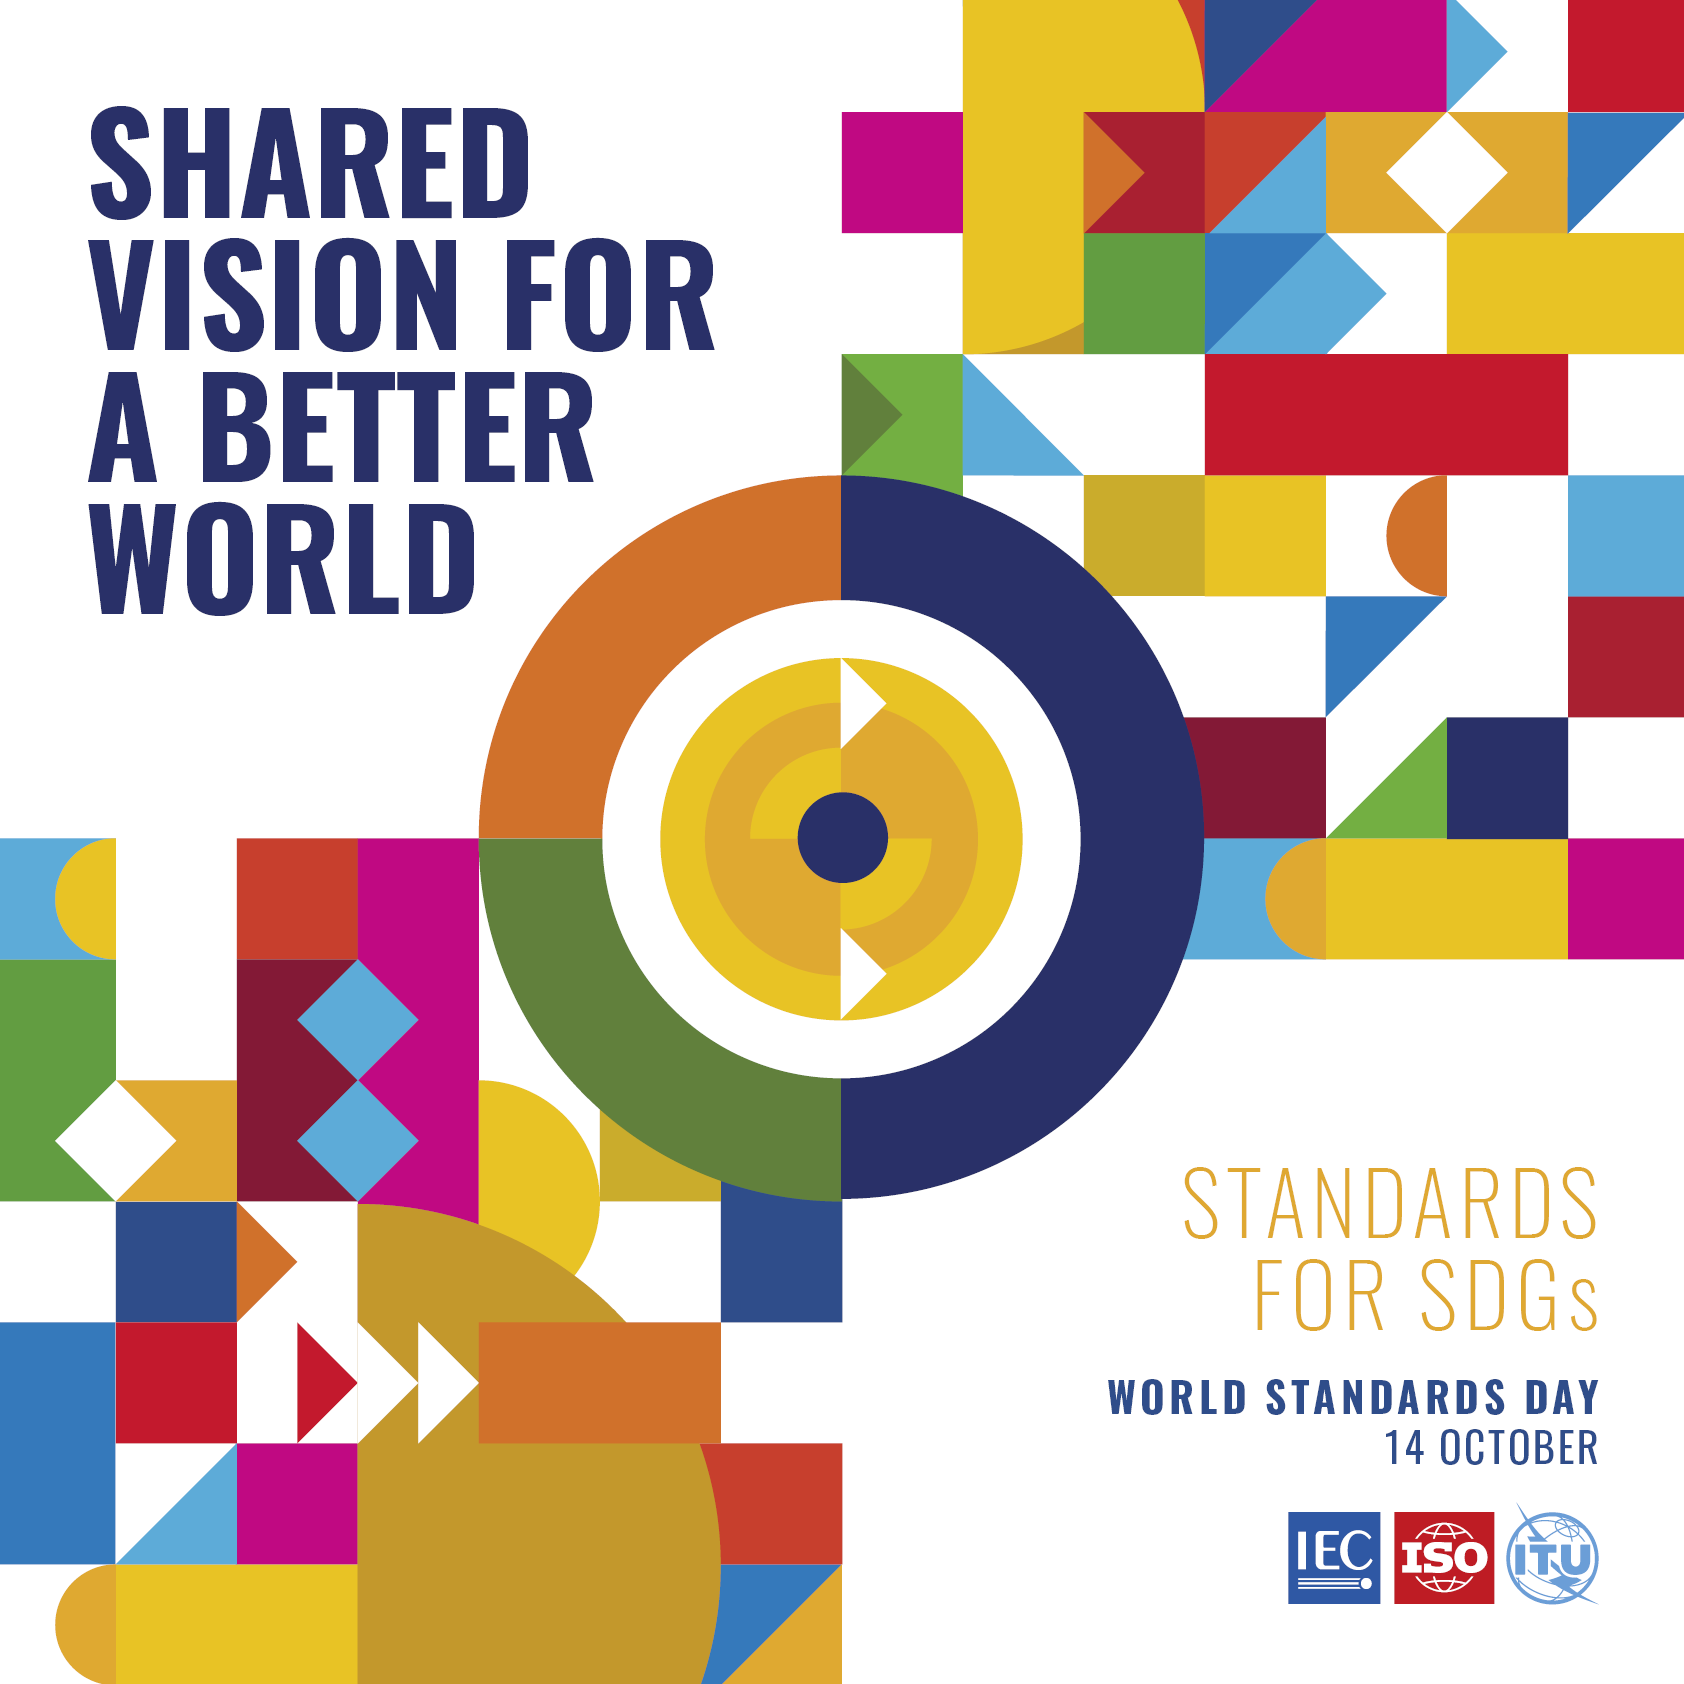 SHARED
VISION FOR
A BETTER
WORLD
STANDARDS
FOR SDGs
WORLD STANDARDS DAY
14 OCTOBER
IEC
ISO
ITU